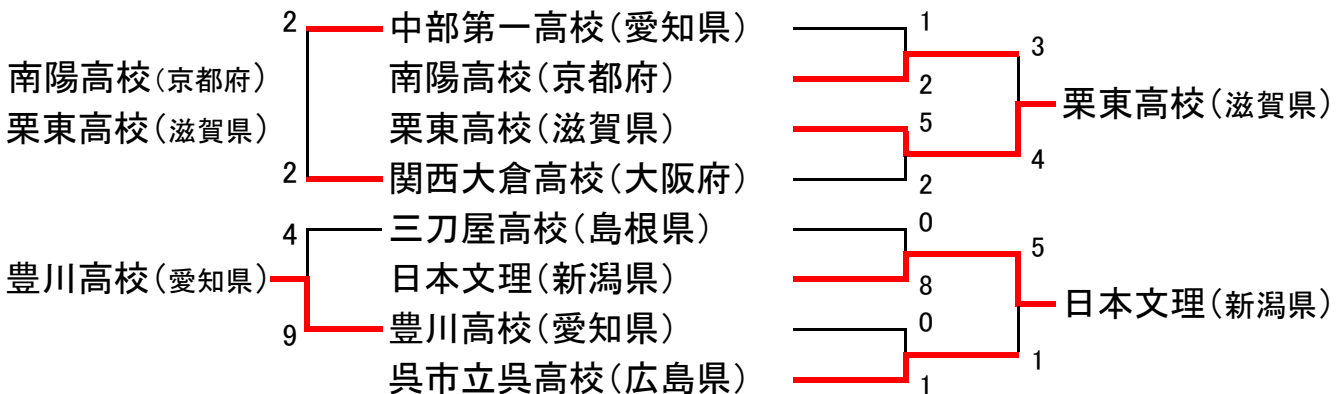 2 中部第一高校(愛知県) 1
3
南陽高校(京都府) 南陽高校(京都府) 2
栗東高校(滋賀県)
栗東高校(滋賀県) 栗東高校(滋賀県) 5
4
2 関西大倉高校(大阪府) 2
4 三刀屋高校(島根県) 0
5
豊川高校(愛知県) 日本文理(新潟県) 8
日本文理(新潟県)
9 豊川高校(愛知県) 0
1
呉市立呉高校(広島県) 1